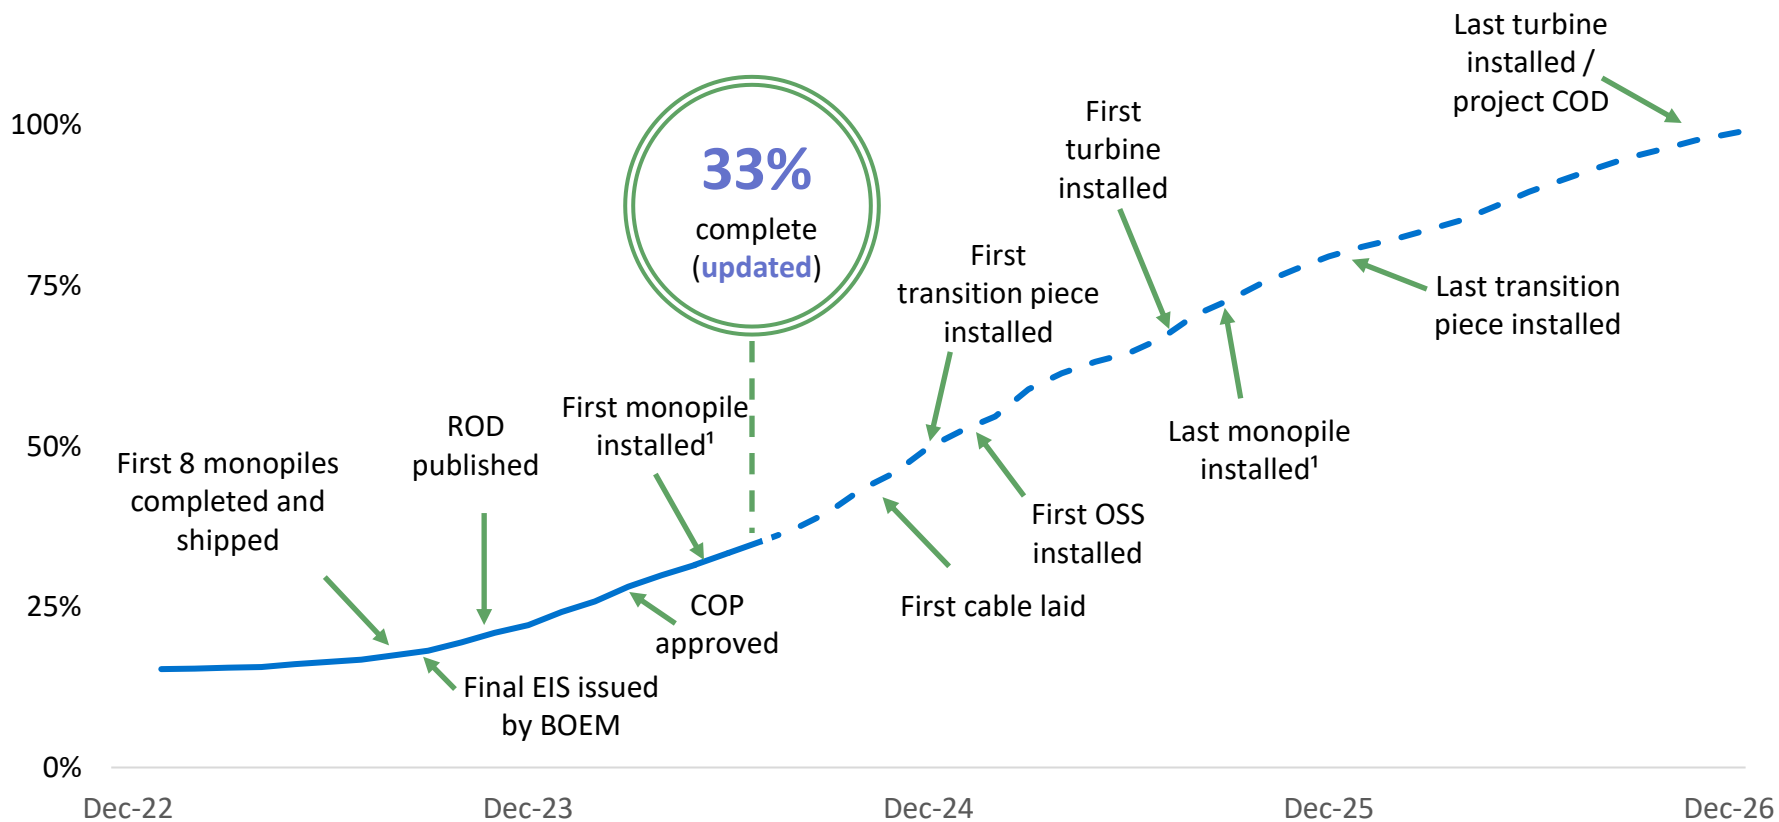 Last turbine
installed /
project COD
100%
First
turbine
installed
33%
complete
(updated)
First
transition piece
installed
75%
Last transition
piece installed
First monopile
installed¹
ROD
published
Last monopile
installed¹
50%
First 8 monopiles
completed and
shipped
First OSS
installed
First cable laid
25%
COP
approved
Final EIS issued
by BOEM
0%
Dec-22
Dec-23
Dec-24
Dec-25
Dec-26